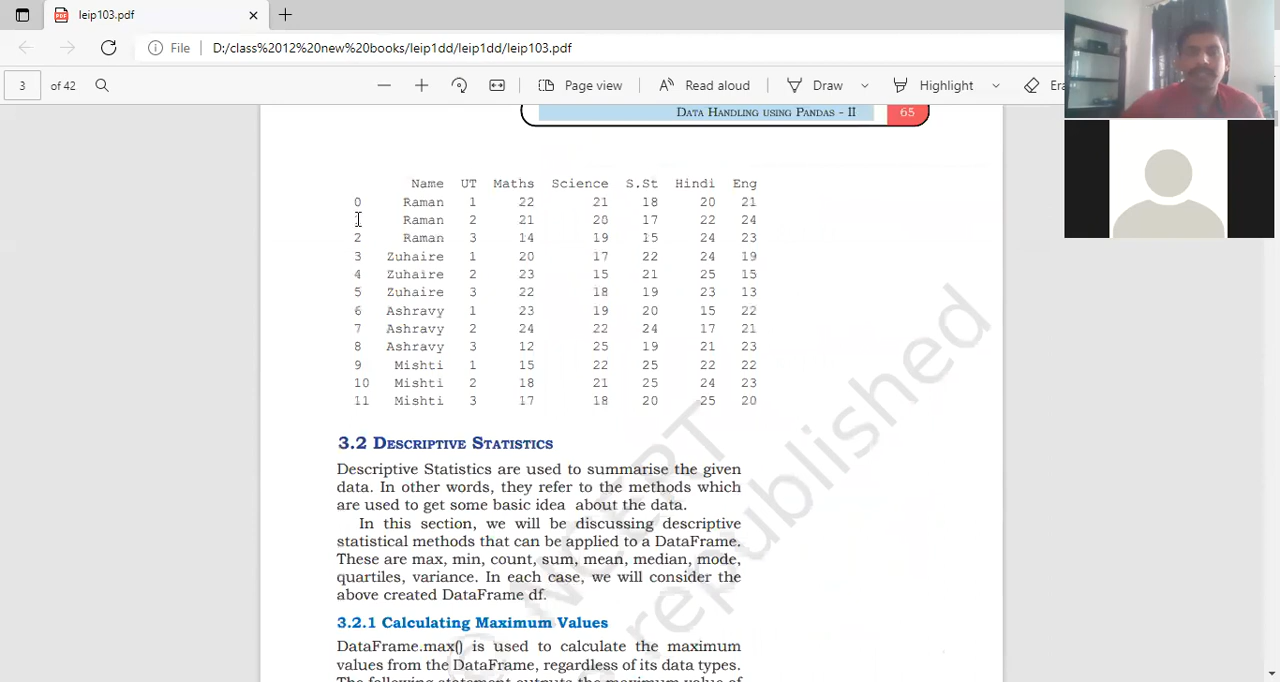 leip103.pdf
File D:/class%2012%20new%20books/leip1dd/leip1dd/leip103.pdf
3 of 42 Page view Read aloud Draw Highlight Era
DATA HANDLING USING PANDAS - II 65
Name UT Maths Science S.St Hindi Eng
0 Raman 1 22 21 18 20 21
Raman 2 21 20 17 22 24
2 Raman 3 14 19 15 24 23
3 Zuhaire 1 20 17 22 24 19
4 Zuhaire 2 23 15 21 25 15
5 Zuhaire 3 22 18 19 23 13
6 Ashravy 1 23 19 20 15 22
7 Ashravy 2 24 22 24 17 21
8 Ashravy 3 12 25 19 21 23
9 Mishti 1 15 22 25 22 22
10 Mishti 2 18 21 25 24 23
11 Mishti 3 17 18 20 25 20
3.2 DESCRIPTIVE STATISTICS
Descriptive Statistics are used to summarise the given
data. In other words, they refer to the methods which
are used to get some basic idea about the data.
In this section, we will be discussing descriptive
statistical methods that can be applied to a DataFrame.
These are max, min, count, sum, mean, median, mode,
quartiles, variance. In each case, we will consider the
above created DataFrame df.
3.2.1 Calculating Maximum Values
DataFrame.max() is used to calculate the maximum
values from the DataFrame, regardless of its data types.
The following statement outputs the maximum value of
© NCERT
republished